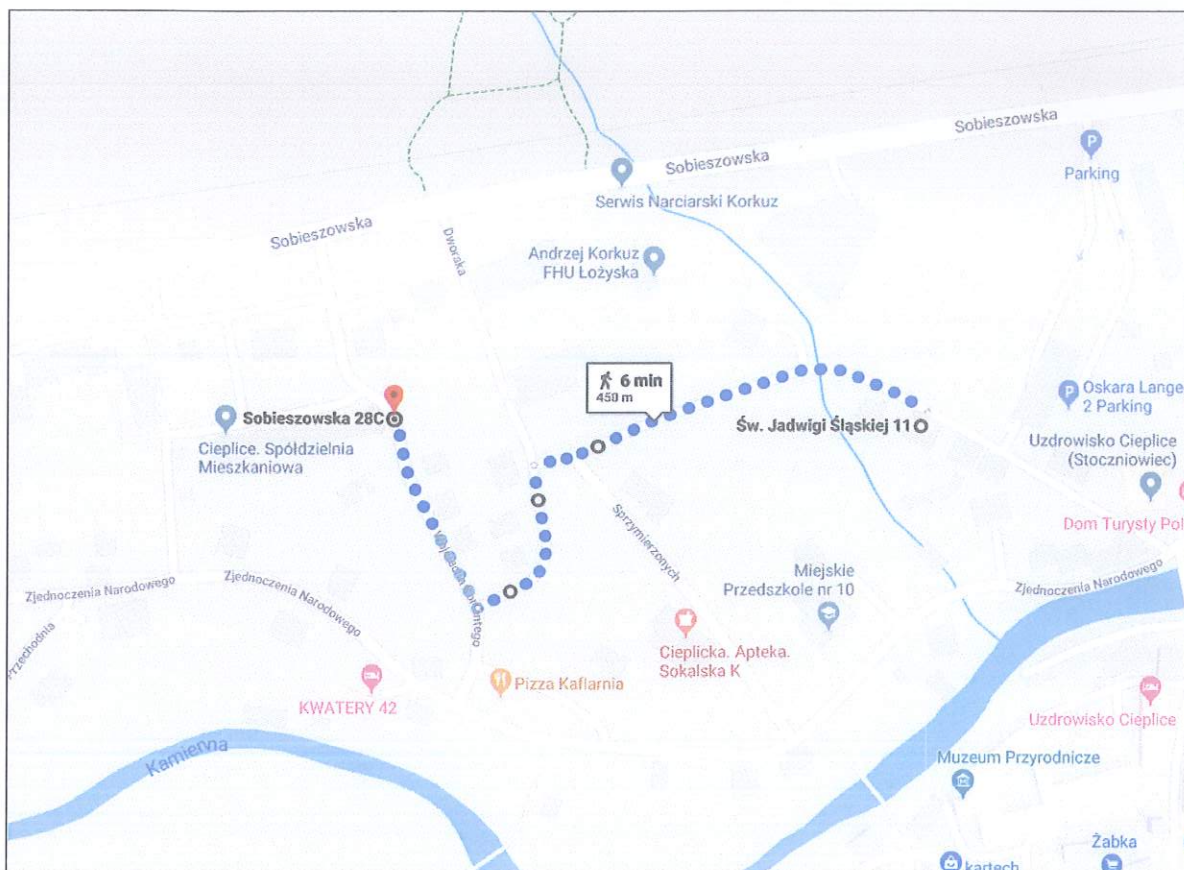 Sobieszowska
Sobieszowska
Sobieszowska
Parking
Serwis Narciarski Korkuz
Dworska
Andrzej Korkuz
FHU Łożyska
6 min
450 m
Oskara Lange
2 Parking
Sobieszowska 28C
Św. Jadwigi Śląskiej 11
Cieplice. Spółdzielnia
Mieszkaniowa
Uzdrowisko Cieplice
(Stoczniowiec)
Sprzymierzonych
Dom Turysty Pol
Zjednoczenia Narodowego
Zjednoczenia Narodowego
Zjednoczenia Narodowego
Miejskie
Przedszkole nr 10
Przechodnia
Cieplicka. Apteka.
Sokalska K
Pizza Kaflarnia
KWATERY 42
Uzdrowisko Cieplice
Kamienna
Muzeum Przyrodnicze
Żabka
kartech